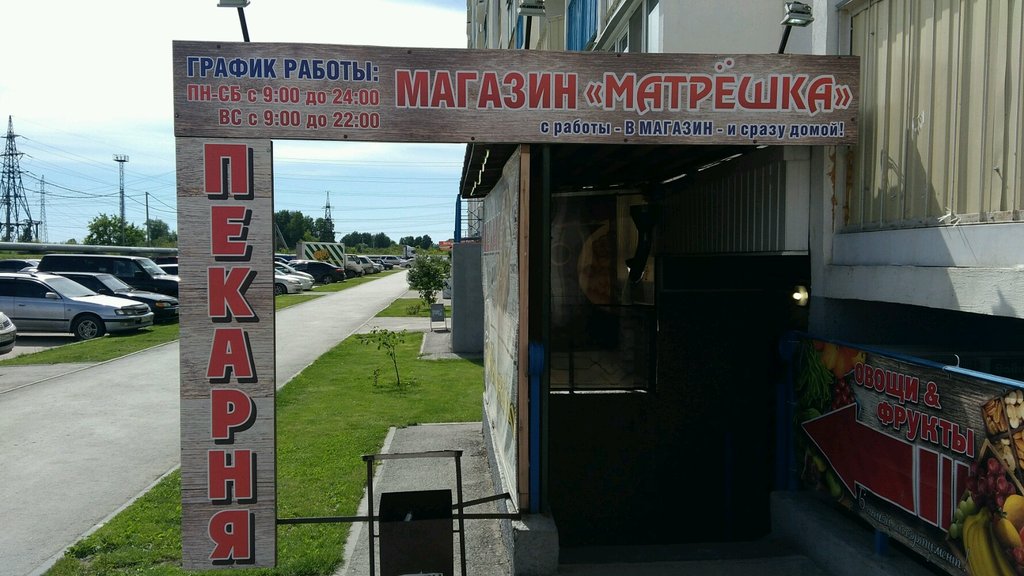 ГРАФИК РАБОТЫ:
ПН-СБ с 9:00 до 24:00
ВС с 9:00 до 22:00
МАГАЗИН «МАТРЁШКА»
с работы - В МАГАЗИН - и сразу домой!
ПЕКАРНЯ
ОВОЩИ &
ФРУКТЫ